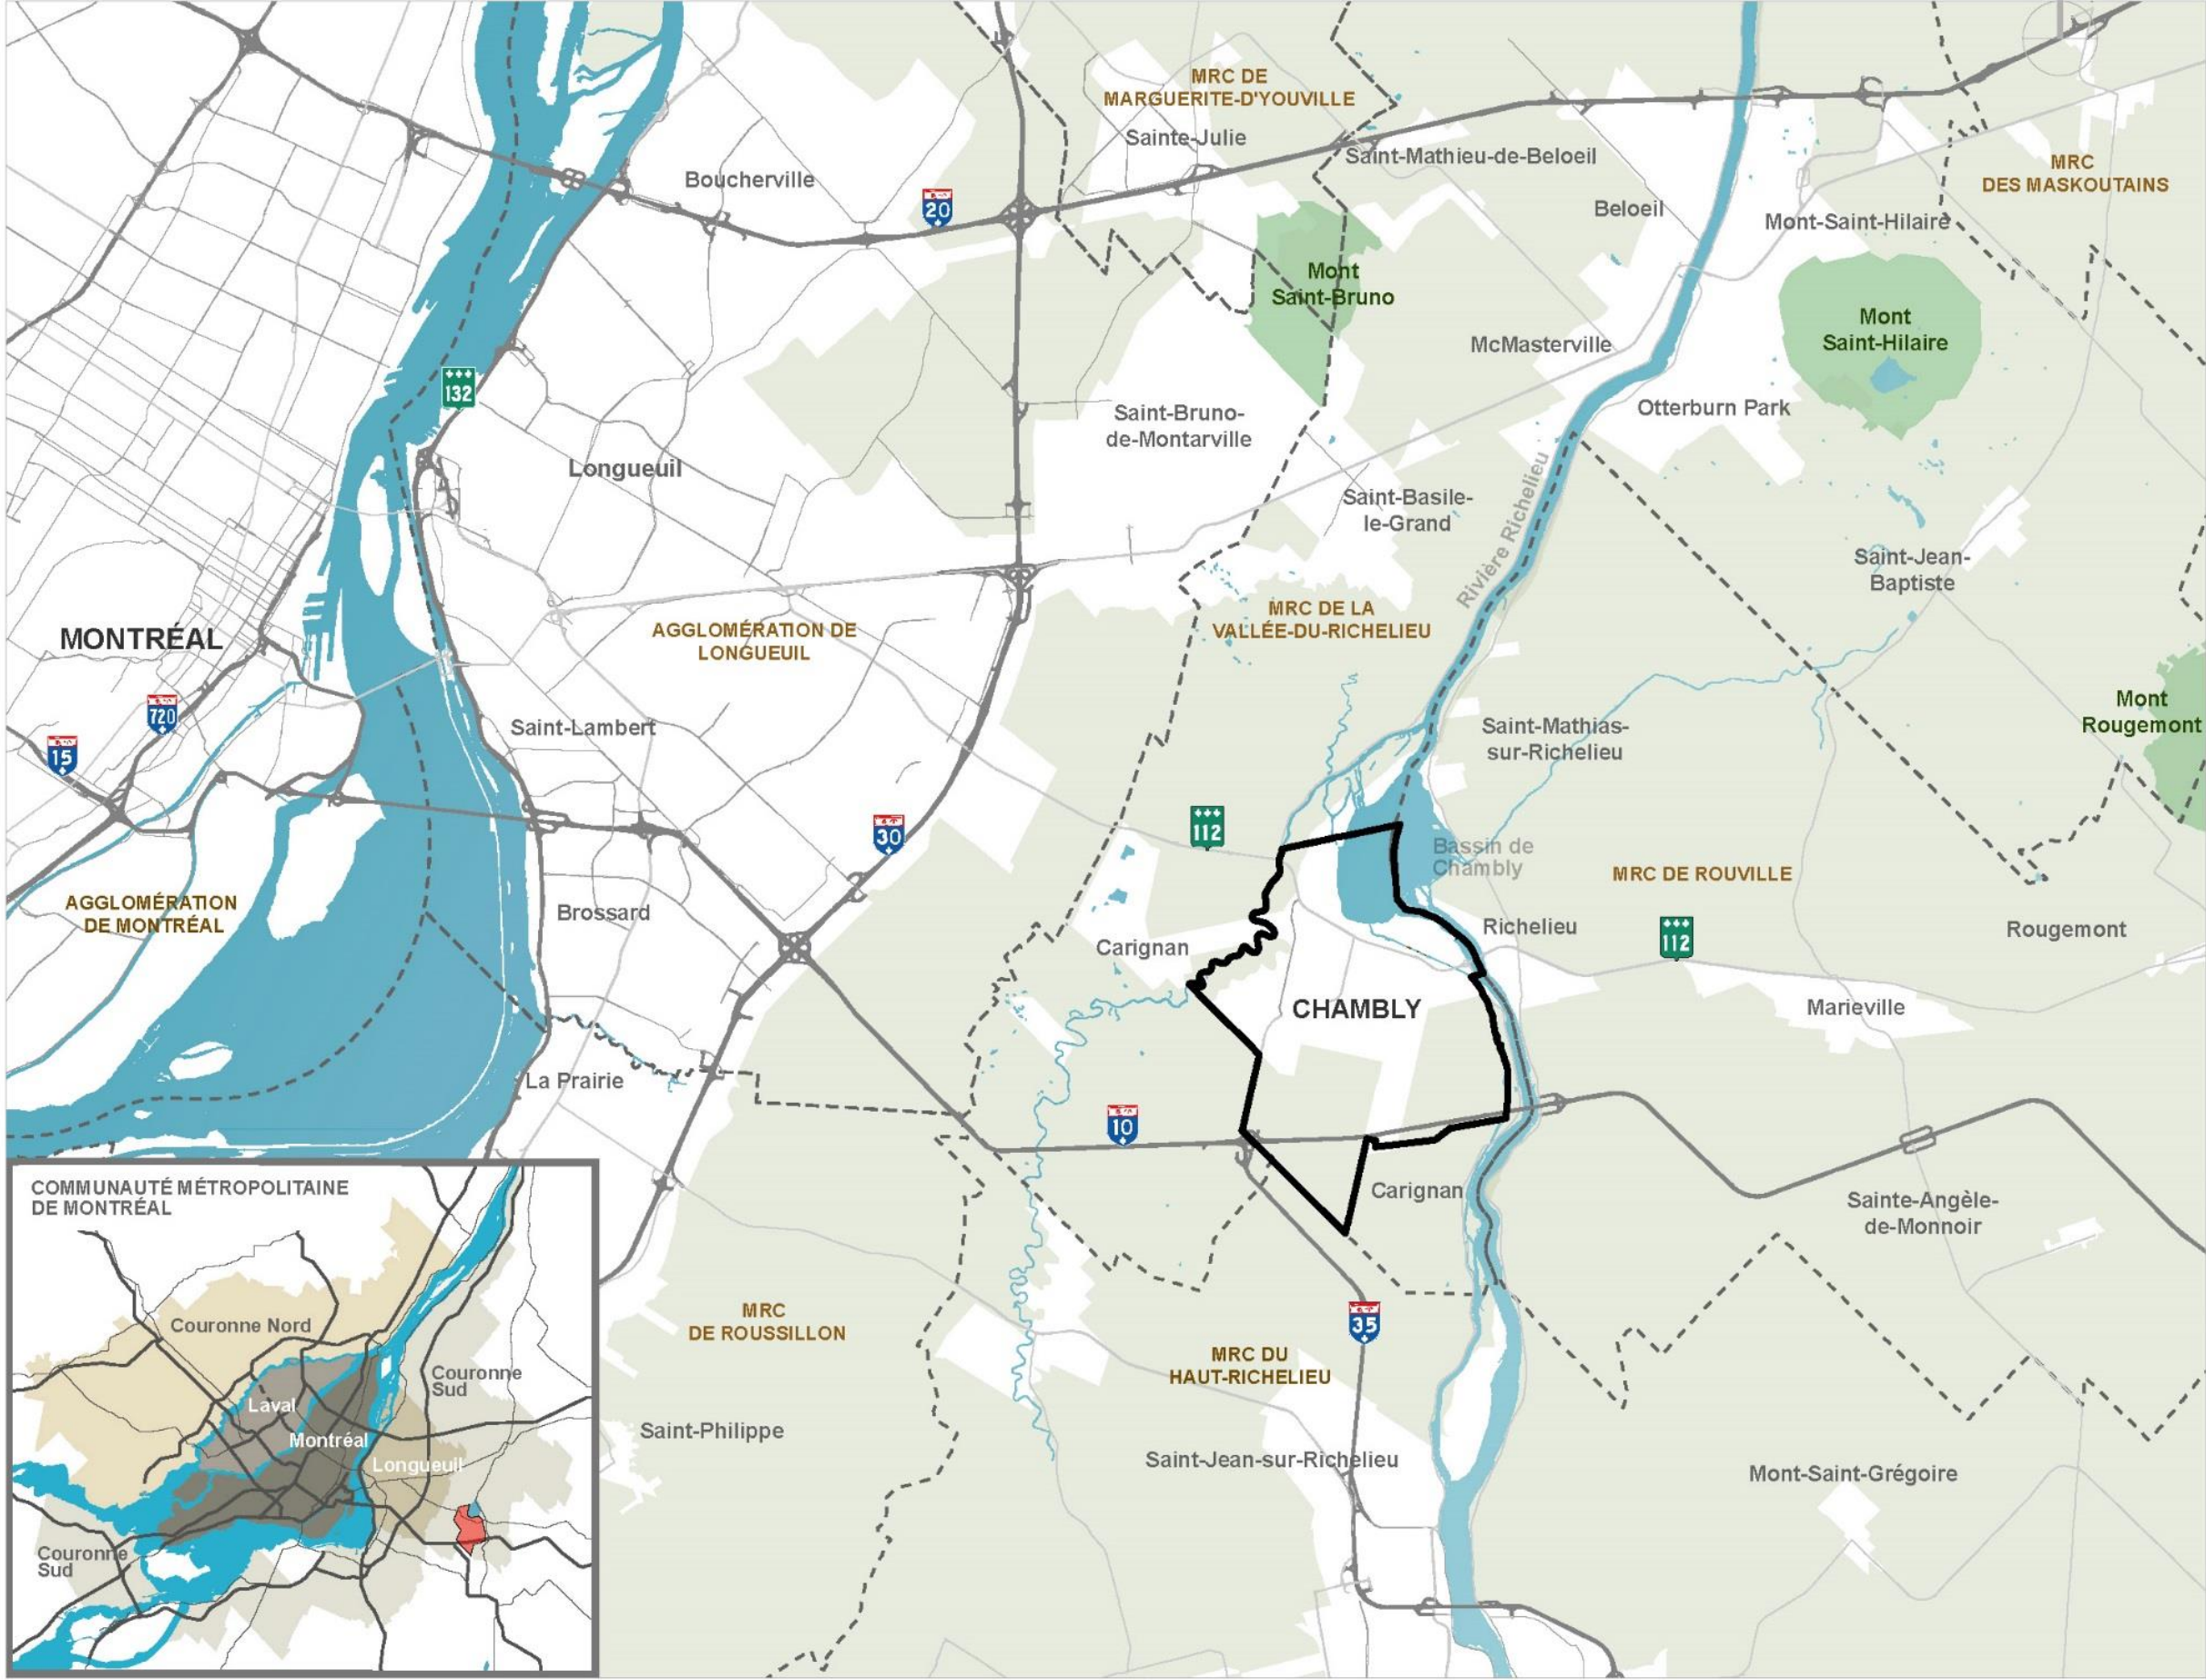 MRC DE
MARGUERITE-D'YOUVILLE
Sainte-Julie
Saint-Mathieu-de-Beloeil
MRC
DES MASKOUTAINS
Boucherville
20
Beloeil
Mont-Saint-Hilaire
Mont
Saint-Bruno
Mont
Saint-Hilaire
McMasterville
132
Otterburn Park
Saint-Bruno-
de-Montarville
Longueuil
Saint-Basile-
le-Grand
Rivière Richelieu
Saint-Jean-
Baptiste
MONTRÉAL
AGGLOMÉRATION DE
LONGUEUIL
MRC DE LA
VALLÉE-DU-RICHELIEU
Mont
Rougemont
720
15
Saint-Lambert
Saint-Mathias-
sur-Richelieu
30
112
Bassin de
Chambly
MRC DE ROUVILLE
AGGLOMÉRATION
DE MONTRÉAL
Brossard
Carignan
Richelieu
112
Rougemont
CHAMBLY
Marieville
La Prairie
10
Carignan
Sainte-Angèle-
de-Monnoir
MRC
DE ROUSSILLON
35
MRC DU
HAUT-RICHELIEU
Saint-Philippe
Saint-Jean-sur-Richelieu
Mont-Saint-Grégoire
COMMUNAUTÉ MÉTROPOLITAINE
DE MONTRÉAL
Couronne Nord
Couronne
Sud
Laval
Montréal
Longueuil
Couronne
Sud